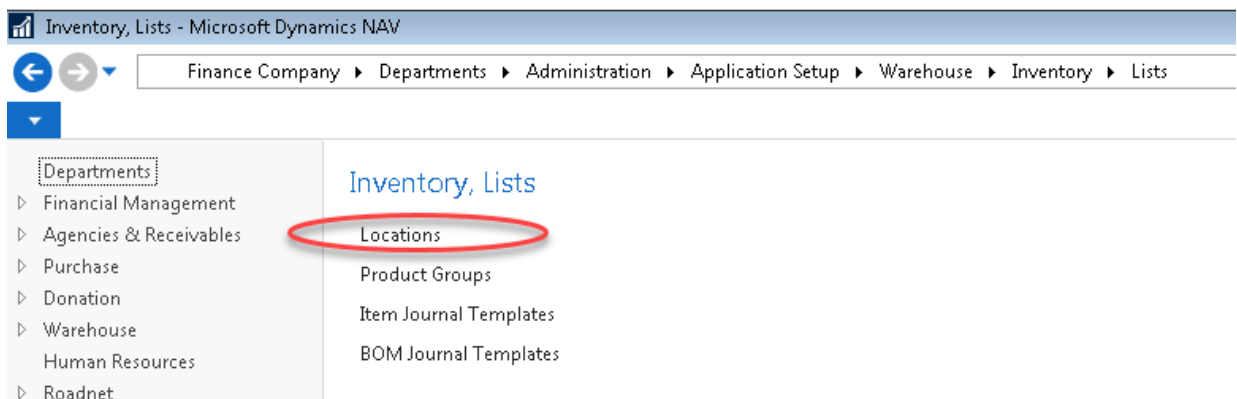 Inventory, Lists - Microsoft Dynamics NAV
Finance Company Departments Administration Application Setup Warehouse Inventory Lists
Departments
Financial Management
Agencies & Receivables
Purchase
Donation
Warehouse
Human Resources
Roadnet
Inventory, Lists
Locations
Product Groups
Item Journal Templates
BOM Journal Templates